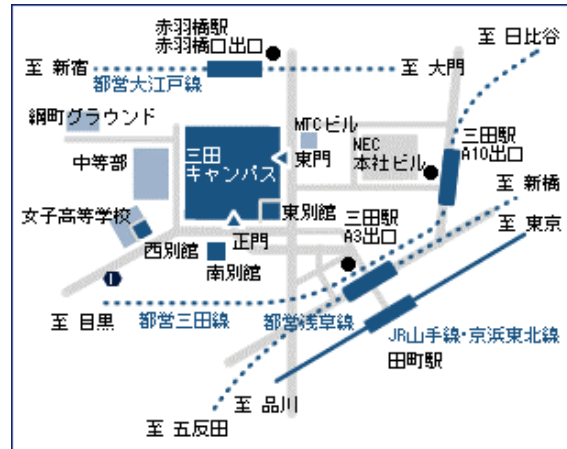 赤羽橋駅
赤羽橋口出口
至 日比谷
至 新宿
至 大門
都営大江戸線
綱町グラウンド
MTCビル
三田駅
A10出口
中等部
三田
キャンパス
東門
NEC
本社ビル
至 新橋
女子高等学校
東別館
三田駅
A3出口
至 東京
西別館
正門
南別館
至 目黒
都営三田線
都営浅草線
JR山手線・京浜東北線
田町駅
至 品川
至 五反田